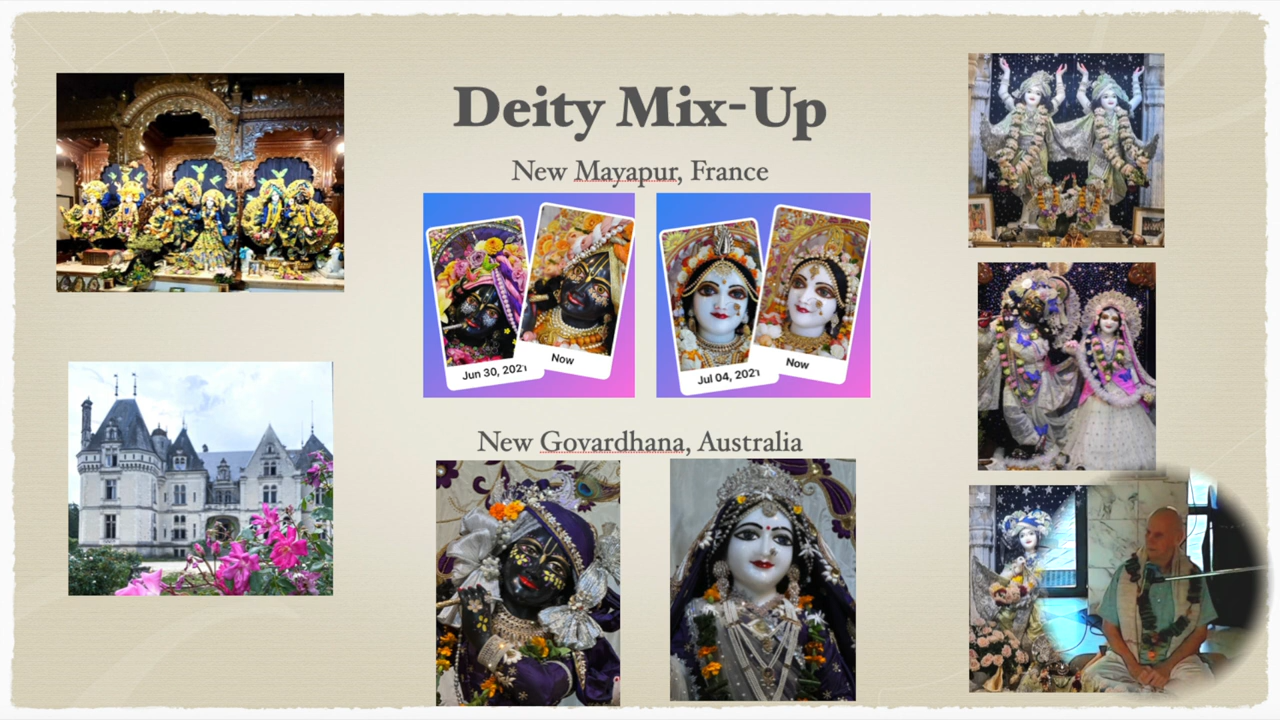 Deity Mix-Up
New Mayapur, France
Jun 30, 2021
Now
Jul 04, 2021
Now
New Govardhana, Australia